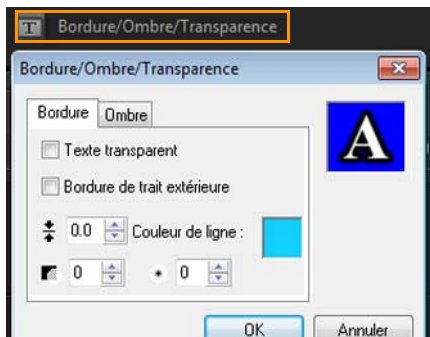 Bordure/Ombre/Transparence
Bordure/Ombre/Transparence
Bordure Ombre
Texte transparent
Bordure de trait extérieure
0.0 Couleur de ligne :
0 0
OK Annuler